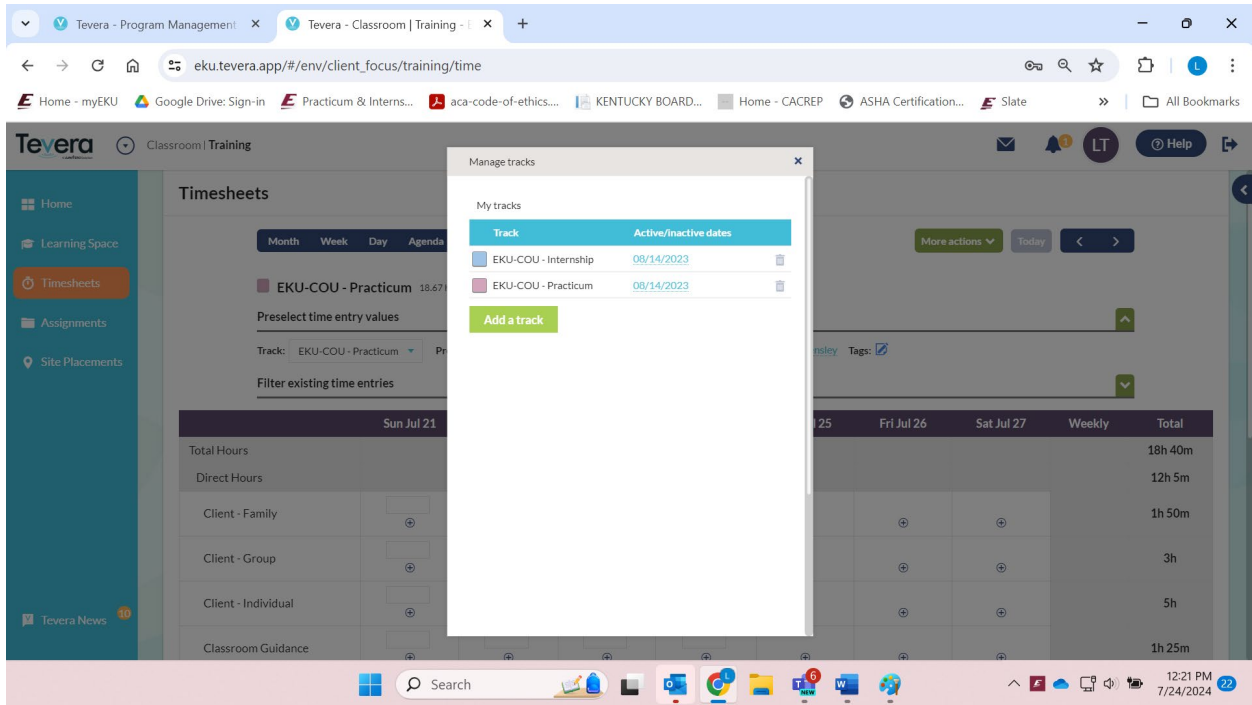 Tevera - Program Management
Tevera - Classroom | Training - E
eku.tevera.app/#/env/client_focus/training/time
L
Home - myEKU
Google Drive: Sign-in
Practicum & Interns...
aca-code-of-ethics....
KENTUCKY BOARD...
Home - CACREP
ASHA Certification...
Slate
»
All Bookmarks
Tevera
Classroom | Training
1
LT
Help
Home
Learning Space
Timesheets
Assignments
Site Placements
Tevera News
10
Timesheets
Month Week Day Agenda
More actions
Today
EKU-COU - Practicum 18.67
Preselect time entry values
Track: EKU-COU - Practicum
Tags:
Filter existing time entries
Sun Jul 21
25
Fri Jul 26
Sat Jul 27
Weekly
Total
Total Hours
18h 40m
Direct Hours
12h 5m
Client - Family
1h 50m
Client - Group
3h
Client - Individual
5h
Classroom Guidance
1h 25m
Manage tracks
My tracks
Track Active/inactive dates
EKU-COU - Internship 08/14/2023
EKU-COU - Practicum 08/14/2023
Add a track
Search
6
NEW
12:21 PM
7/24/2024
22